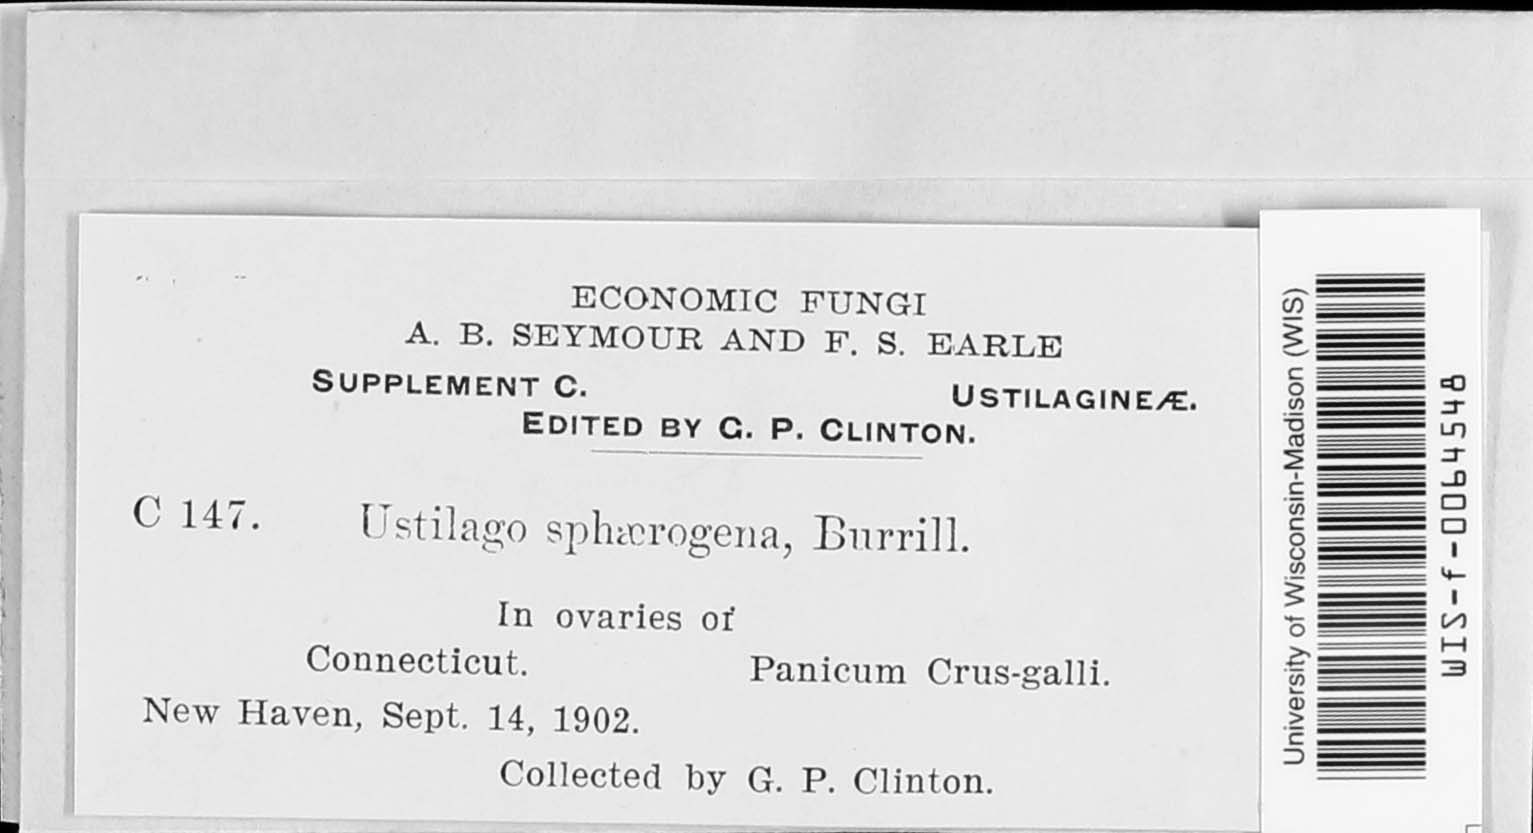 ECONOMIC FUNGI
A. B. SEYMOUR AND F. S. EARLE
SUPPLEMENT C. USTILAGINEÆ.
EDITED BY G. P. CLINTON.
C 147. Ustilago sphærogena, Burrill.
In ovaries of
Connecticut. Panicum Crus-galli.
New Haven, Sept. 14, 1902.
Collected by G. P. Clinton.
University of Wisconsin-Madison (WIS)
WIS-f-0064548